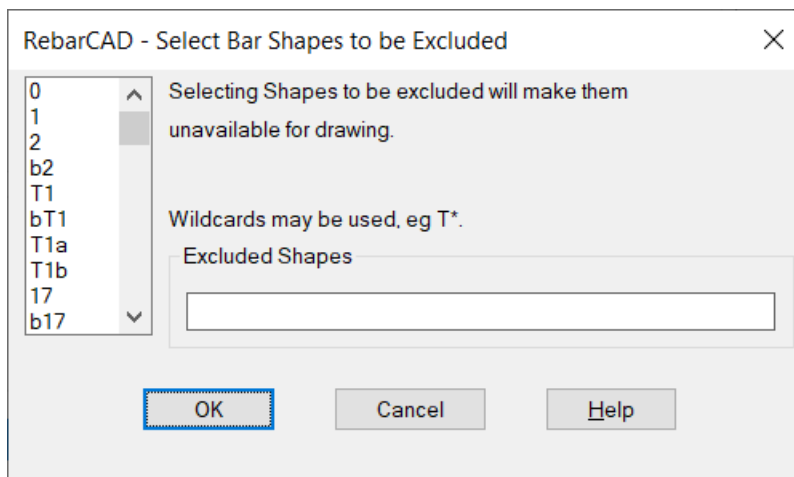 RebarCAD - Select Bar Shapes to be Excluded
0
1
2
b2
T1
bT1
T1a
T1b
17
b17
Selecting Shapes to be excluded will make them
unavailable for drawing.
Wildcards may be used, eg T*.
Excluded Shapes
OK
Cancel
Help